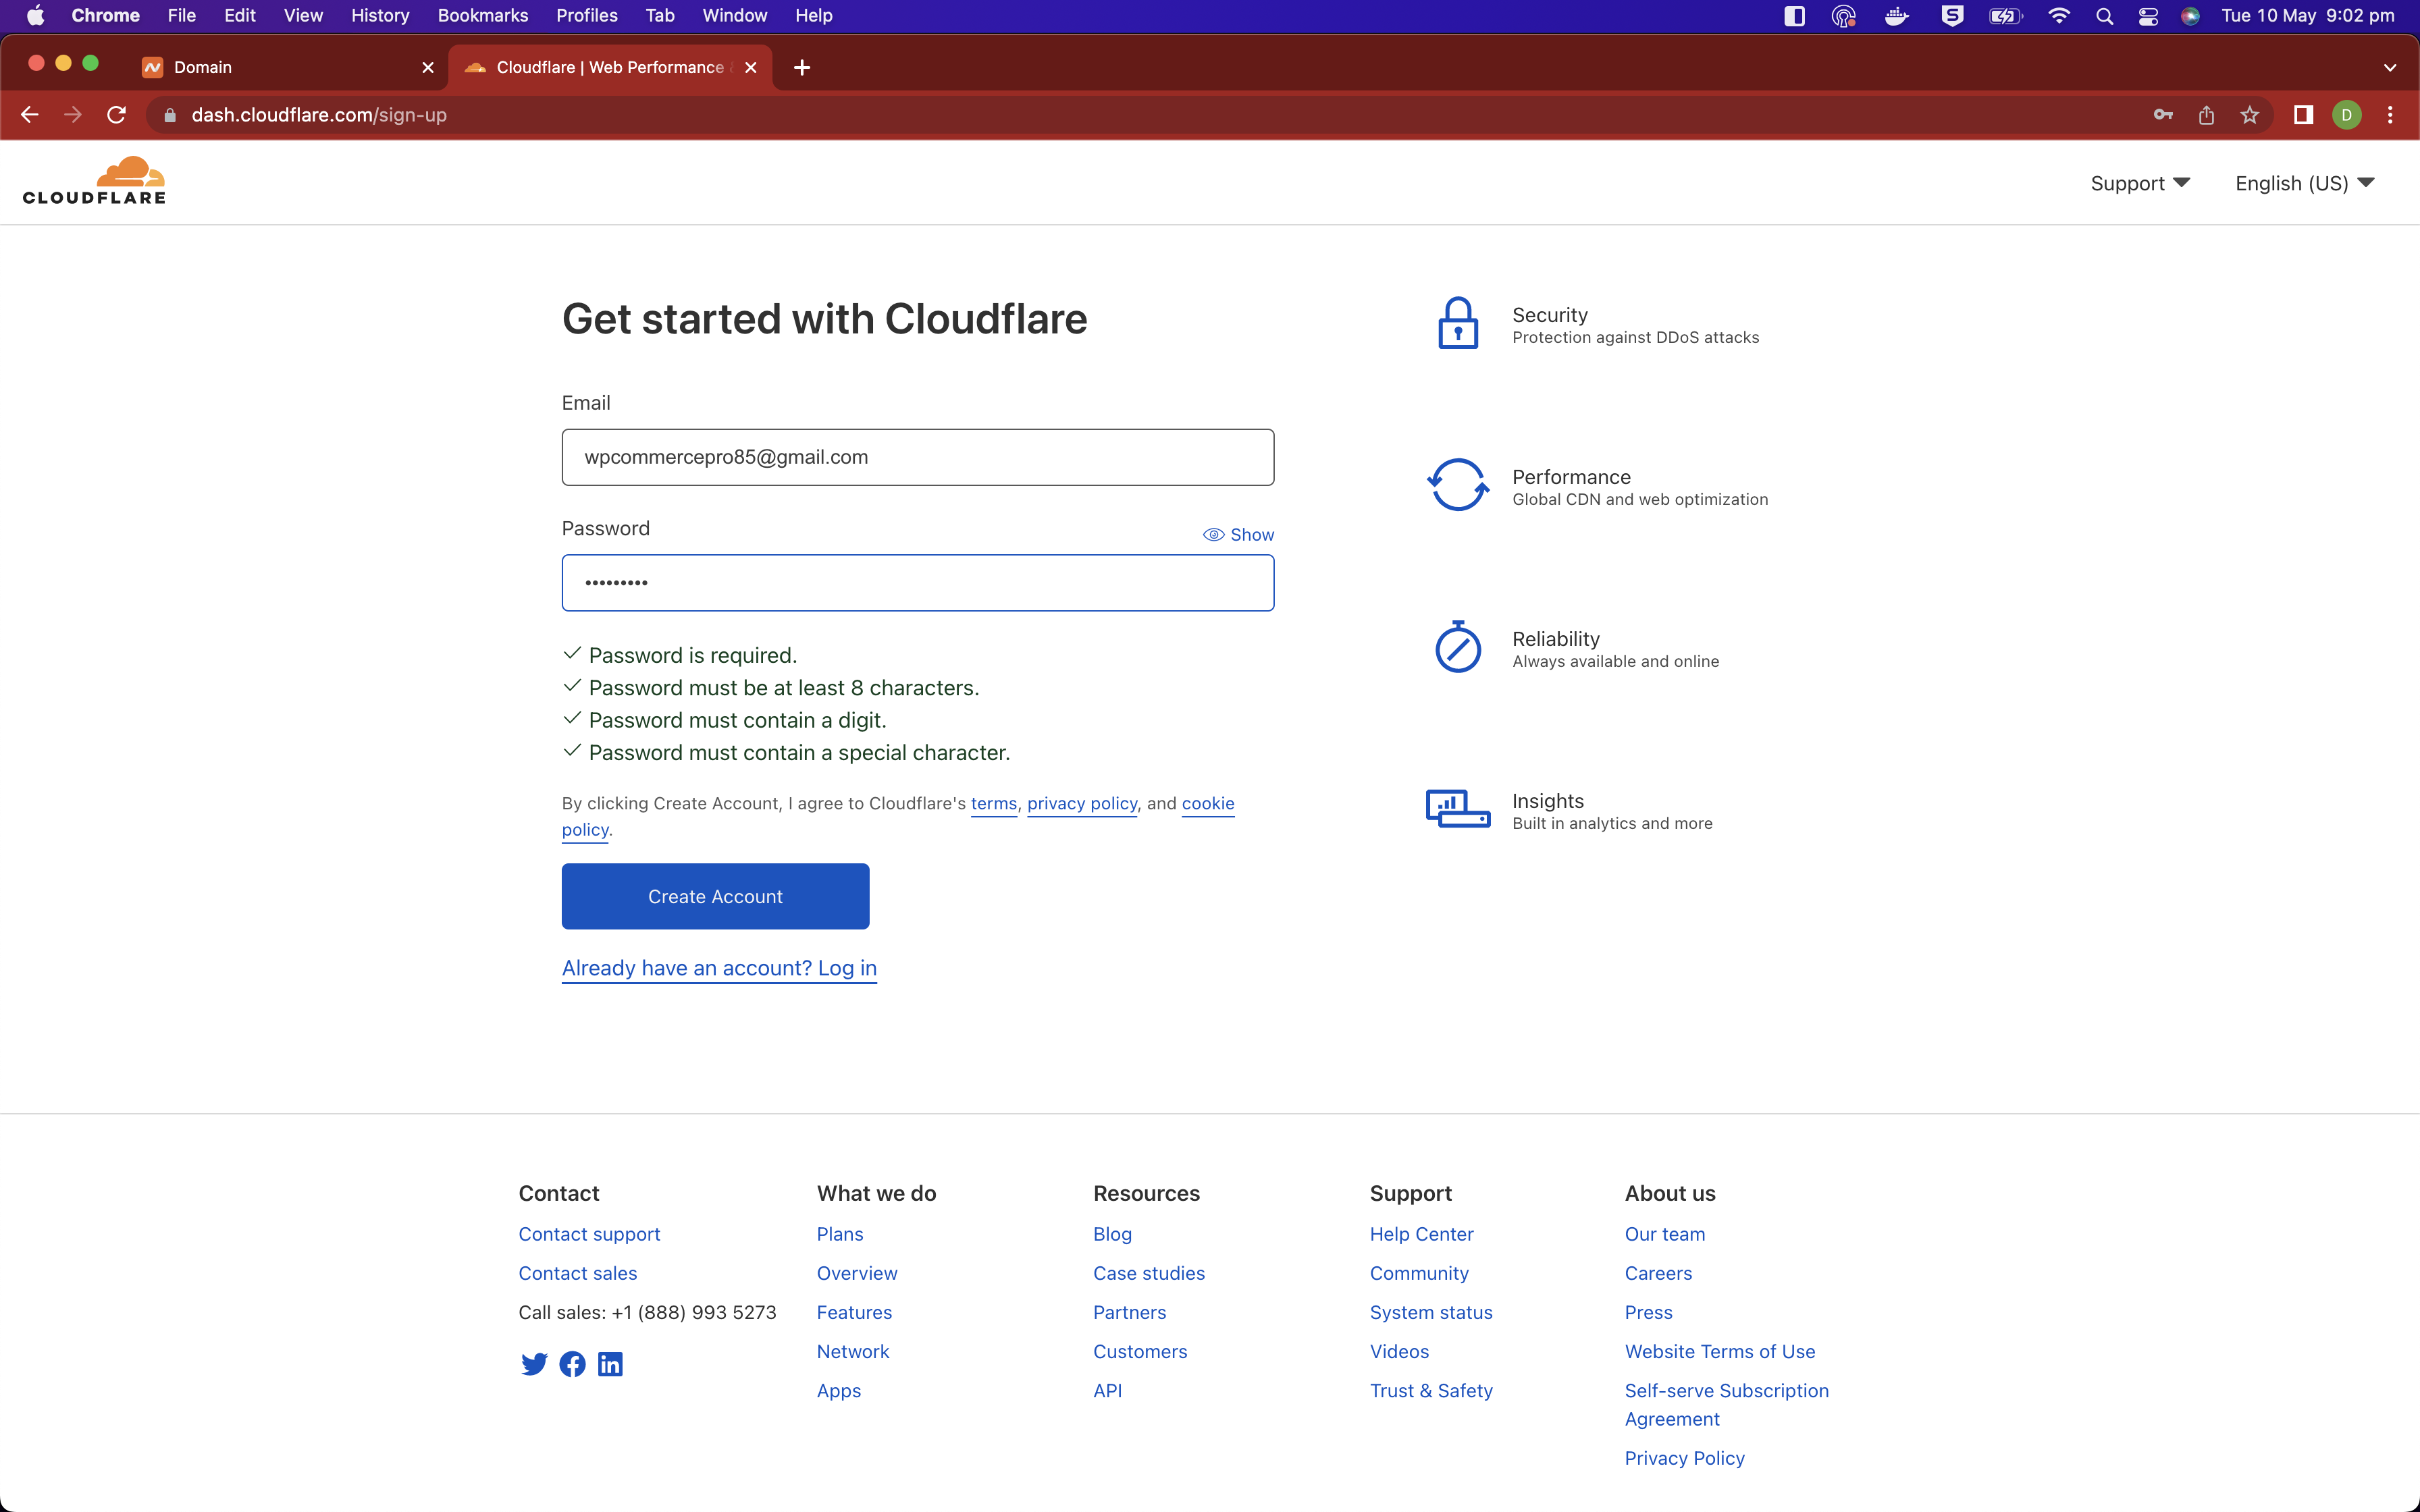 Chrome File Edit View History Bookmarks Profiles Tab Window Help S Tue 10 May 9:02 pm
Domain Cloudflare | Web Performance
dash.cloudflare.com/sign-up D
CLOUDFLARE Support English (US)
Get started with Cloudflare
Email
wpcommercepro85@gmail.com
Password Show
•••••••••
Password is required.
Password must be at least 8 characters.
Password must contain a digit.
Password must contain a special character.
By clicking Create Account, I agree to Cloudflare's terms, privacy policy, and cookie
policy.
Create Account
Already have an account? Log in
Security
Protection against DDoS attacks
Performance
Global CDN and web optimization
Reliability
Always available and online
Insights
Built in analytics and more
Contact
Contact support
Contact sales
Call sales: +1 (888) 993 5273
What we do
Plans
Overview
Features
Network
Apps
Resources
Blog
Case studies
Partners
Customers
API
Support
Help Center
Community
System status
Videos
Trust & Safety
About us
Our team
Careers
Press
Website Terms of Use
Self-serve Subscription
Agreement
Privacy Policy